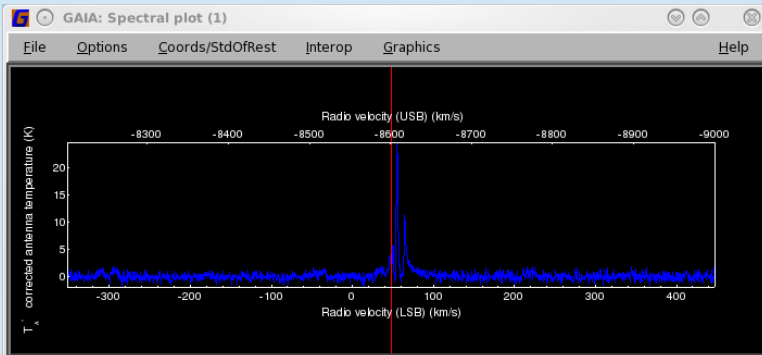 GAIA: Spectral plot (1)
File Options Coords/StdOfRest Interop Graphics Help
Radio velocity (USB) (km/s)
-8300 -8400 -8500 -8600 -8700 -8800 -8900 -9000
T*A corrected antenna temperature (K)
20
15
10
5
0
-300 -200 -100 0 100 200 300 400
Radio velocity (LSB) (km/s)